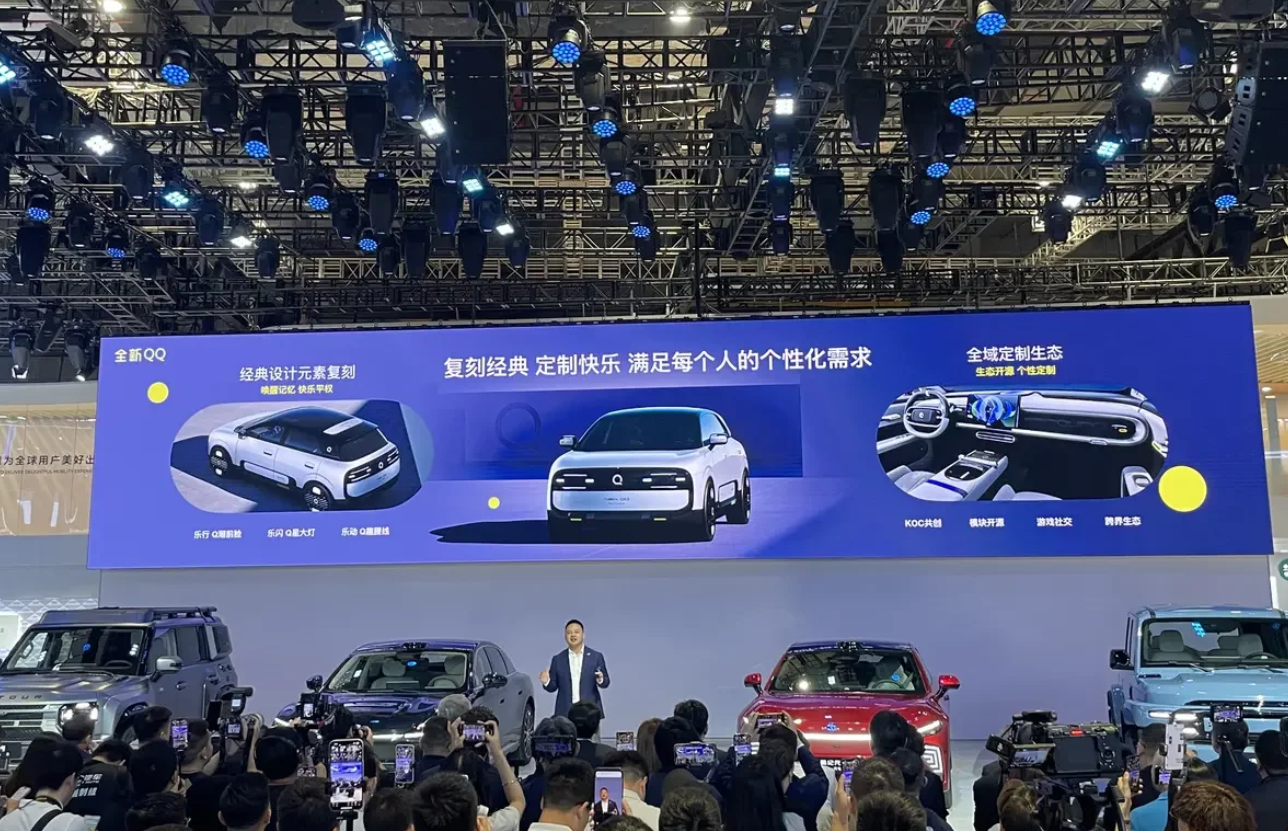 全新QQ
经典设计元素复刻
唤醒记忆 快乐平权
复刻经典 定制快乐 满足每个人的个性化需求
全域定制生态
生态开源 个性定制
Q
乐行 Q潮前脸
乐闪 Q星大灯
乐动 Q趣腰线
KOC共创
模块开源
游戏社交
跨界生态
为全球用户美好出
TOUR